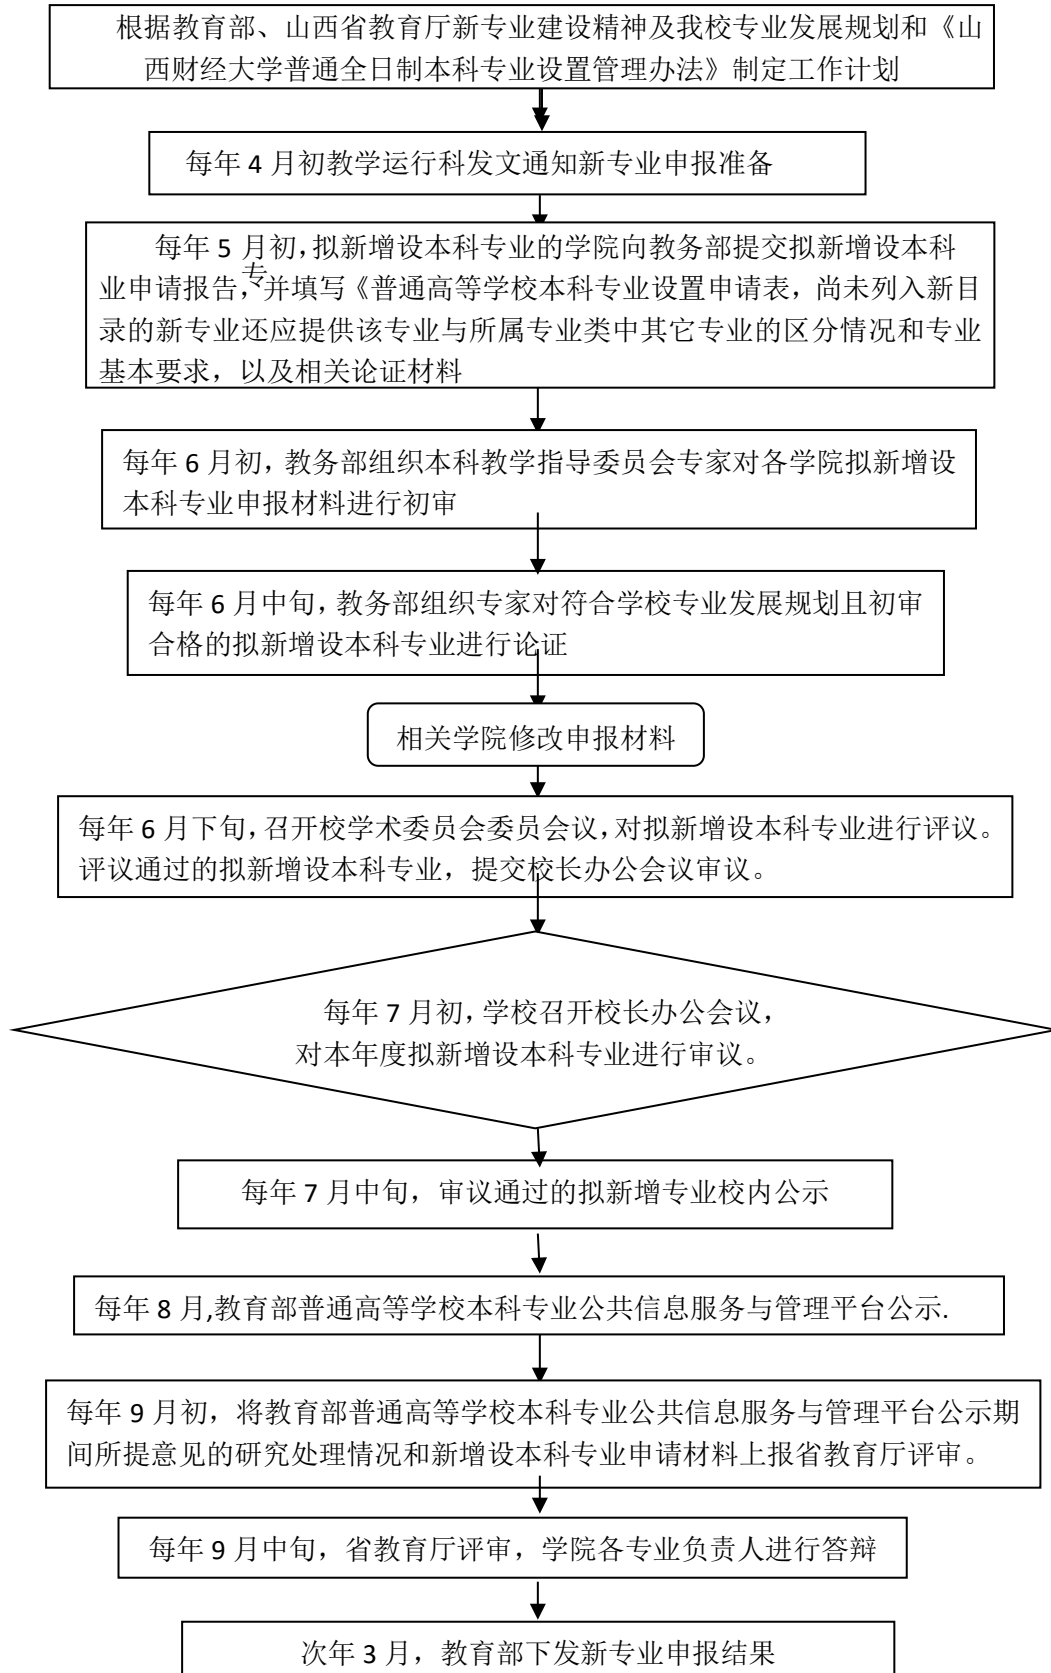 根据教育部、山西省教育厅新专业建设精神及我校专业发展规划和《山
西财经大学普通全日制本科专业设置管理办法》制定工作计划
每年 4 月初教学运行科发文通知新专业申报准备
每年 5 月初，拟新增设本科专业的学院向教务部提交拟新增设本科
专
业申请报告，并填写《普通高等学校本科专业设置申请表，尚未列入新目
录的新专业还应提供该专业与所属专业类中其它专业的区分情况和专业
基本要求，以及相关论证材料
每年 6 月初，教务部组织本科教学指导委员会专家对各学院拟新增设
本科专业申报材料进行初审
每年 6 月中旬，教务部组织专家对符合学校专业发展规划且初审
合格的拟新增设本科专业进行论证
相关学院修改申报材料
每年 6 月下旬，召开校学术委员会委员会议，对拟新增设本科专业进行评议。
评议通过的拟新增设本科专业，提交校长办公会议审议。
每年 7 月初，学校召开校长办公会议，
对本年度拟新增设本科专业进行审议。
每年 7 月中旬，审议通过的拟新增专业校内公示
每年 8 月,教育部普通高等学校本科专业公共信息服务与管理平台公示.
每年 9 月初，将教育部普通高等学校本科专业公共信息服务与管理平台公示期
间所提意见的研究处理情况和新增设本科专业申请材料上报省教育厅评审。
每年 9 月中旬，省教育厅评审，学院各专业负责人进行答辩
次年 3 月，教育部下发新专业申报结果